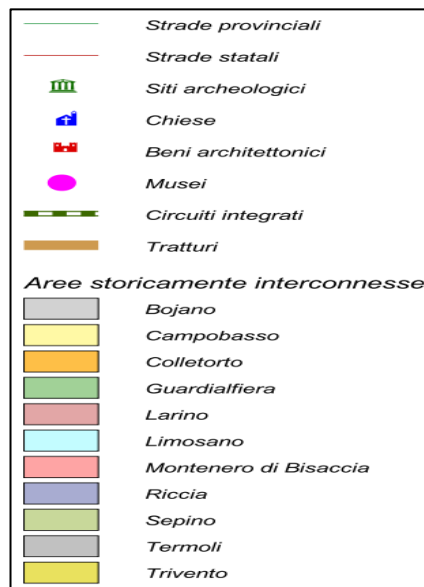 Strade provinciali
Strade statali
Siti archeologici
Chiese
Beni architettonici
Musei
Circuiti integrati
Tratturi
Aree storicamente interconnesse
Bojano
Campobasso
Colletorto
Guardialfiera
Larino
Limosano
Montenero di Bisaccia
Riccia
Sepino
Termoli
Trivento